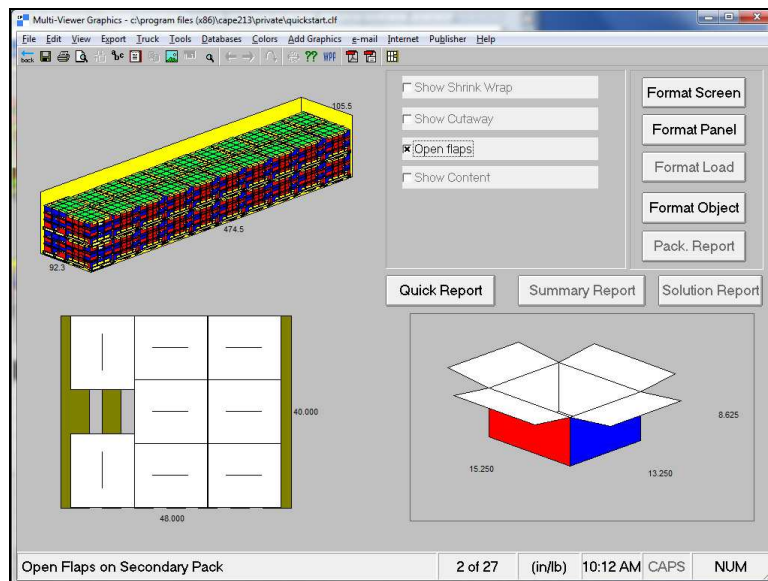 Multi-Viewer Graphics - c:\program files (x86)\cape213\private\quickstart.clf
File Edit View Export Truck Tools Databases Colors Add Graphics e-mail Internet Publisher Help
back
WPF
105.5
474.5
92.3
Show Shrink Wrap
Show Cutaway
Open flaps
Show Content
Format Screen
Format Panel
Format Load
Format Object
Pack. Report
Quick Report Summary Report Solution Report
40.000
48.000
8.625
15.250
13.250
Open Flaps on Secondary Pack 2 of 27 (in/lb) 10:12 AM CAPS NUM